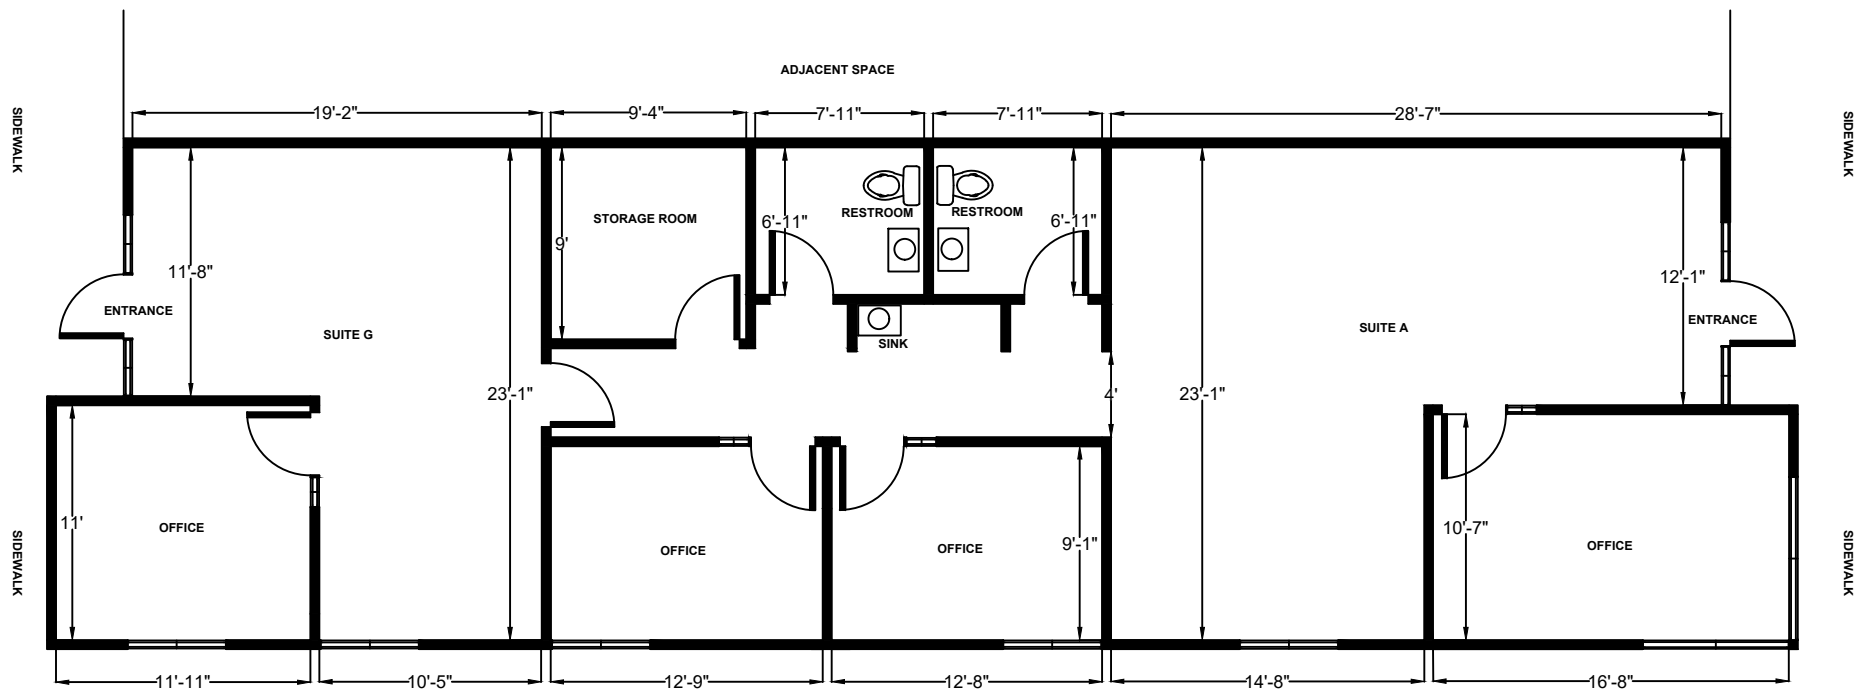 ADJACENT SPACE
SIDEWALK
19'-2"
9'-4"
7'-11"
7'-11"
28'-7"
SIDEWALK
STORAGE ROOM
RESTROOM
RESTROOM
6'-11"
6'-11"
9'
11'-8"
12'-1"
ENTRANCE
SUITE G
SINK
SUITE A
ENTRANCE
23'-1"
4'
23'-1"
11'
OFFICE
OFFICE
OFFICE
9'-1"
10'-7"
OFFICE
SIDEWALK
SIDEWALK
11'-11"
10'-5"
12'-9"
12'-8"
14'-8"
16'-8"